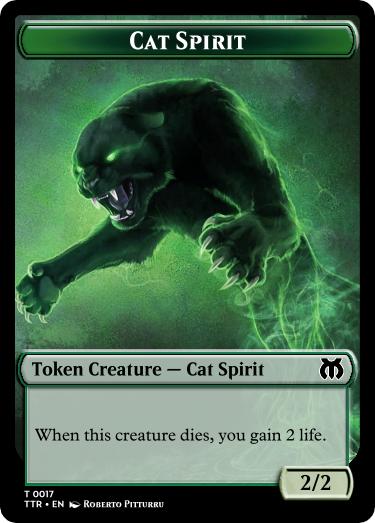 Cat Spirit
Token Creature — Cat Spirit
When this creature dies, you gain 2 life.
2/2
T 0017
TTR • EN Roberto Pitturru